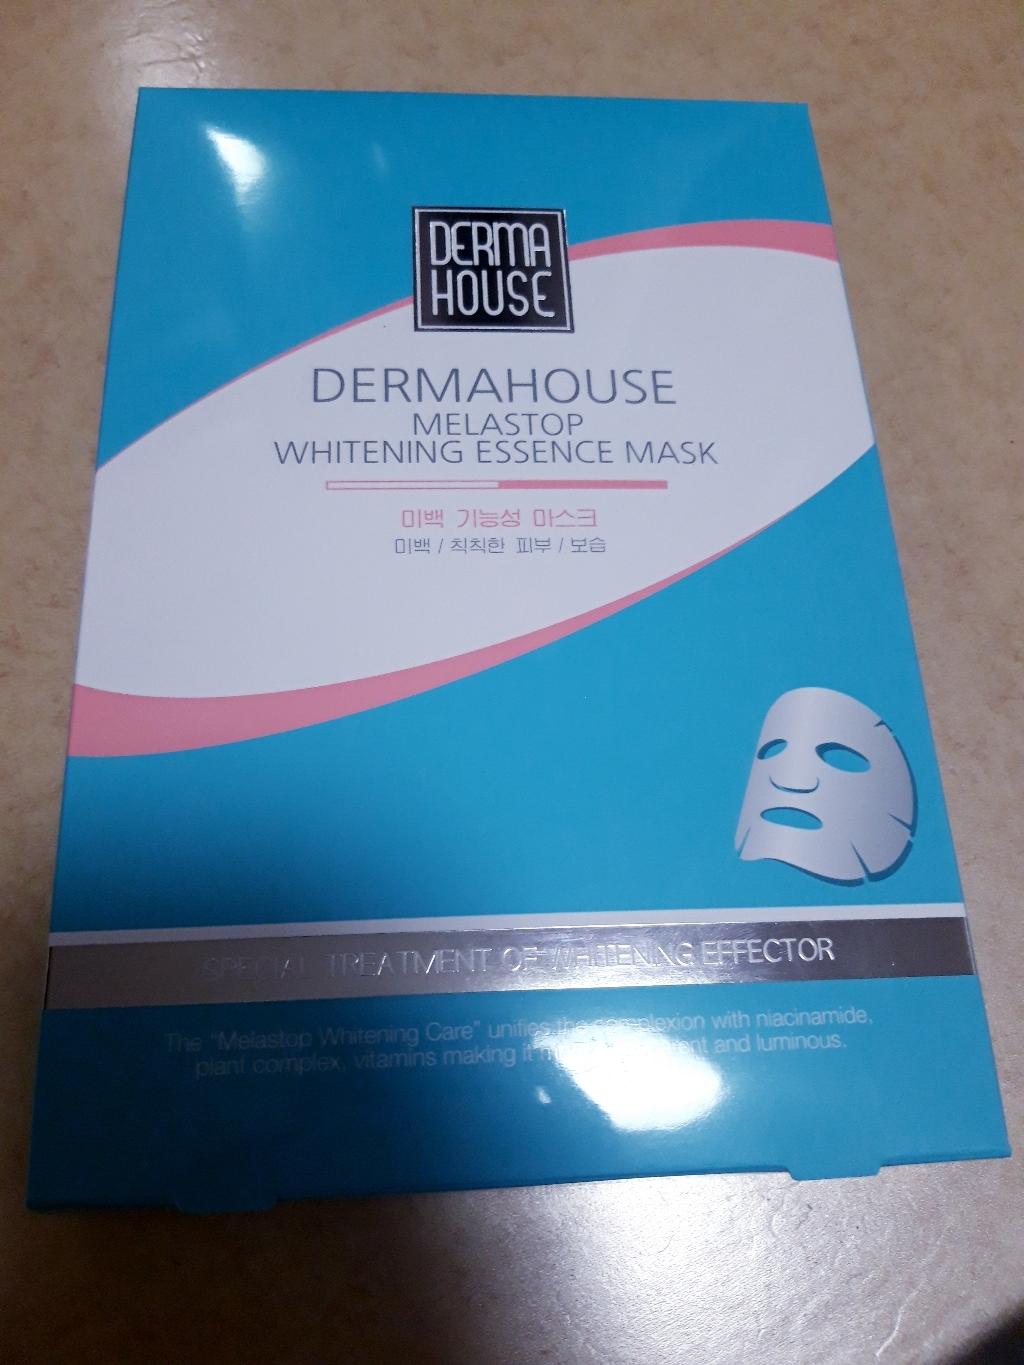 DERMA
HOUSE
DERMAHOUSE
MELASTOP
WHITENING ESSENCE MASK
미백 기능성 마스크
미백 / 칙칙한 피부 / 보습
SPECIAL TREATMENT OF WHITENING EFFECTOR
The "Melastop Whitening Care" unifies the complexion with niacinamide,
plant complex, vitamins making it and luminous.